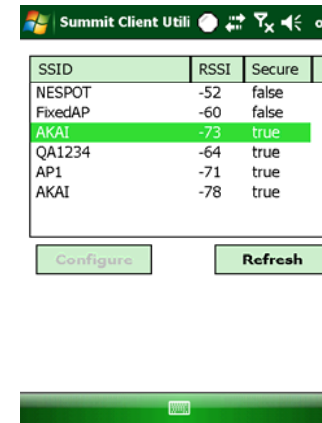 Summit Client Utili
SSID RSSI Secure
NESPOT -52 false
FixedAP -60 false
AKAI -73 true
QA1234 -64 true
AP1 -71 true
AKAI -78 true
Configure Refresh